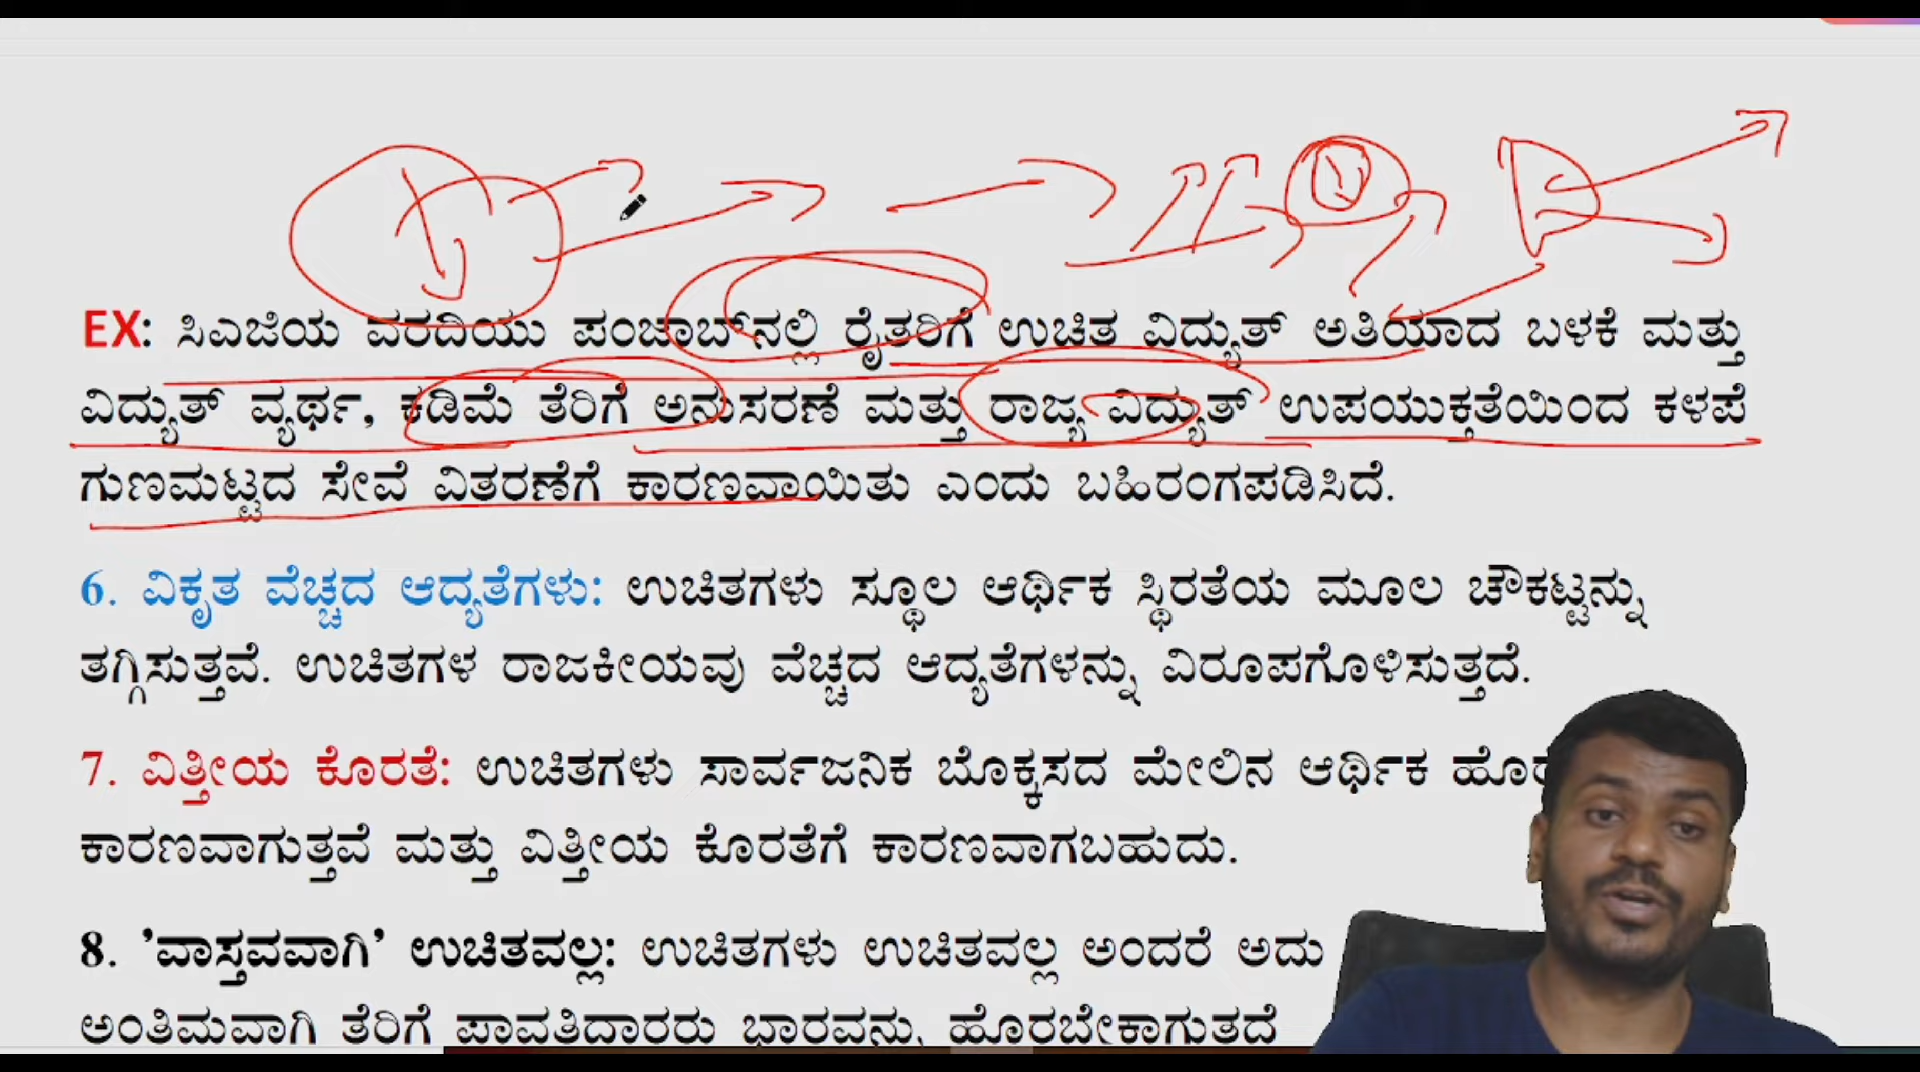 EX: ಸಿಎಜಿಯ ವರದಿಯು ಪಂಜಾಬ್‌ನಲ್ಲಿ ರೈತರಿಗೆ ಉಚಿತ ವಿದ್ಯುತ್ ಅತಿಯಾದ ಬಳಕೆ ಮತ್ತು
ವಿದ್ಯುತ್ ವ್ಯರ್ಥ, ಕಡಿಮೆ ತೆರಿಗೆ ಅನುಸರಣೆ ಮತ್ತು ರಾಜ್ಯ ವಿದ್ಯುತ್ ಉಪಯುಕ್ತತೆಯಿಂದ ಕಳಪೆ
ಗುಣಮಟ್ಟದ ಸೇವೆ ವಿತರಣೆಗೆ ಕಾರಣವಾಯಿತು ಎಂದು ಬಹಿರಂಗಪಡಿಸಿದೆ.
6. ವಿಕೃತ ವೆಚ್ಚದ ಆದ್ಯತೆಗಳು: ಉಚಿತಗಳು ಸ್ಥೂಲ ಆರ್ಥಿಕ ಸ್ಥಿರತೆಯ ಮೂಲ ಚೌಕಟ್ಟನ್ನು
ತಗ್ಗಿಸುತ್ತವೆ. ಉಚಿತಗಳ ರಾಜಕೀಯವು ವೆಚ್ಚದ ಆದ್ಯತೆಗಳನ್ನು ವಿರೂಪಗೊಳಿಸುತ್ತದೆ.
7. ವಿತ್ತೀಯ ಕೊರತೆ: ಉಚಿತಗಳು ಸಾರ್ವಜನಿಕ ಬೊಕ್ಕಸದ ಮೇಲಿನ ಆರ್ಥಿಕ
ಕಾರಣವಾಗುತ್ತವೆ ಮತ್ತು ವಿತ್ತೀಯ ಕೊರತೆಗೆ ಕಾರಣವಾಗಬಹುದು.
8. 'ವಾಸ್ತವವಾಗಿ' ಉಚಿತವಲ್ಲ: ಉಚಿತಗಳು ಉಚಿತವಲ್ಲ ಅಂದರೆ ಅದು
ಅಂತಿಮವಾಗಿ ತೆರಿಗೆ ಪಾವತಿದಾರರು ಭಾರವನ್ನು ಹೊರಬೇಕಾಗುತ್ತದೆ